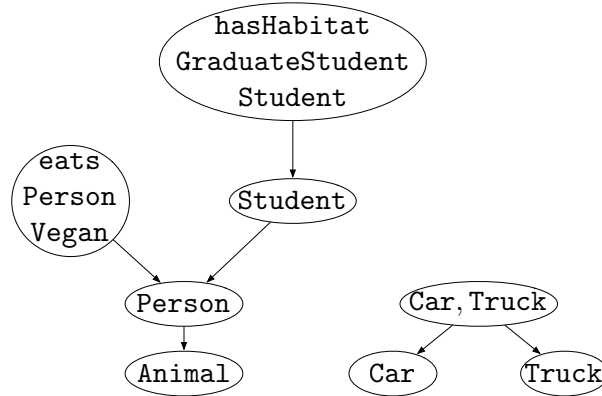 hasHabitat
GraduateStudent
Student
eats
Person
Vegan
Student
Person
Car, Truck
Animal
Car
Truck